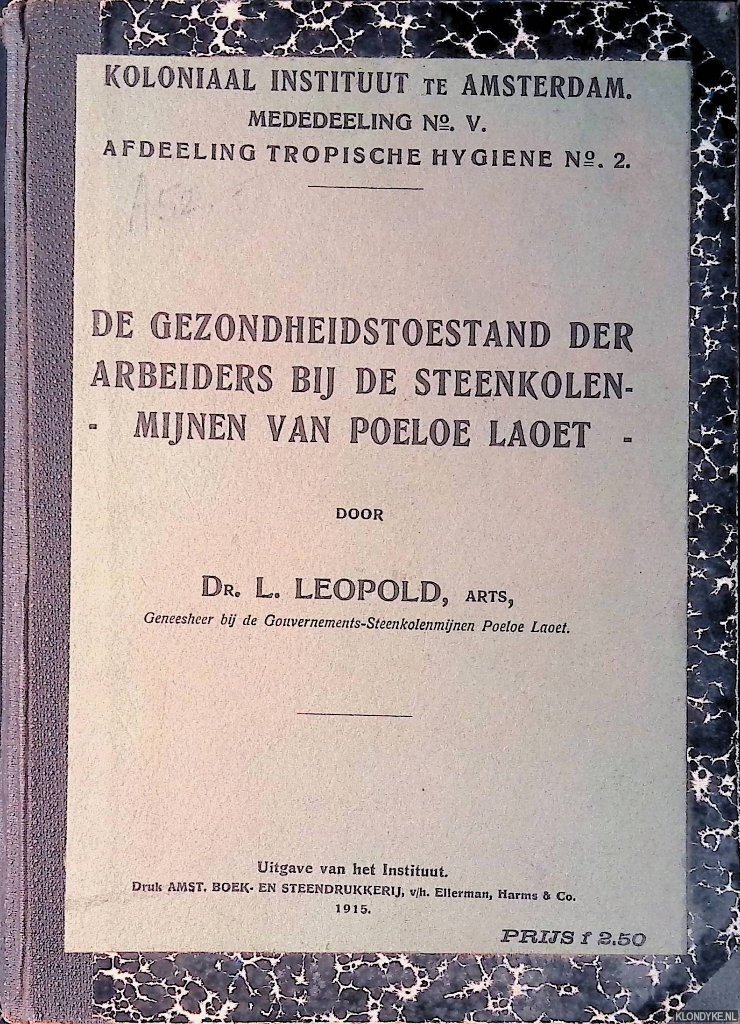 KOLONIAAL INSTITUUT TE AMSTERDAM.
MEDEDEELING Nº. V.
AFDEELING TROPISCHE HYGIENE Nº. 2.
DE GEZONDHEIDSTOESTAND DER
ARBEIDERS BIJ DE STEENKOLEN-
- MIJNEN VAN POELOE LAOET -
DOOR
DR. L. LEOPOLD, ARTS,
Geneesheer bij de Gouvernements-Steenkolenmijnen Poeloe Laoet.
Uitgave van het Instituut.
Druk AMST. BOEK- EN STEENDRUKKERIJ, v/h. Ellerman, Harms & Co.
1915.
PRIJS f 2.50
KLONDYKE.NL